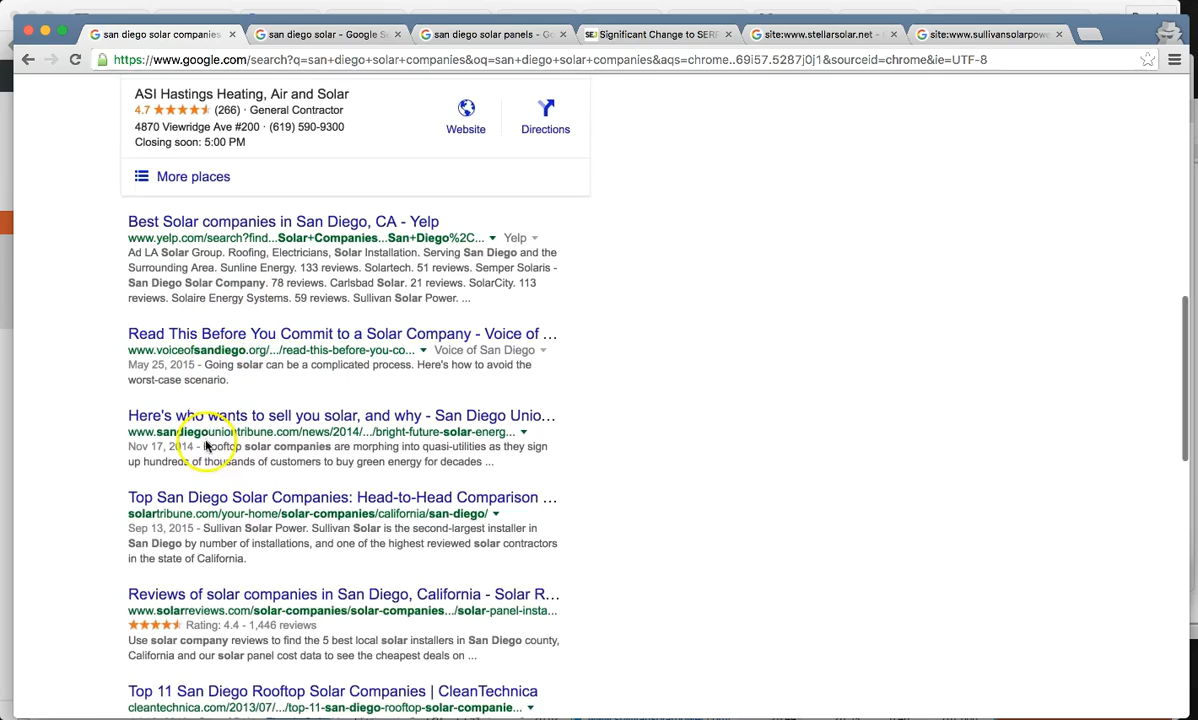 san diego solar companies
san diego solar - Google Se
san diego solar panels - Go
SEJ Significant Change to SERP
site:www.stellarsolar.net -
site:www.sullivansolarpowe
https://www.google.com/search?q=san+diego+solar+companies&oq=san+diego+solar+companies&aqs=chrome..69i57.5287j0j1&sourceid=chrome&ie=UTF-8
ASI Hastings Heating, Air and Solar
4.7 (266) · General Contractor
4870 Viewridge Ave #200 · (619) 590-9300
Closing soon: 5:00 PM
Website
Directions
More places
Best Solar companies in San Diego, CA - Yelp
www.yelp.com/search?find...Solar+Companies...San+Diego%2C... Yelp
Ad LA Solar Group. Roofing, Electricians, Solar Installation. Serving San Diego and the
Surrounding Area. Sunline Energy. 133 reviews. Solartech. 51 reviews. Semper Solaris -
San Diego Solar Company. 78 reviews. Carlsbad Solar. 21 reviews. SolarCity. 113
reviews. Solaire Energy Systems. 59 reviews. Sullivan Solar Power. ...
Read This Before You Commit to a Solar Company - Voice of ...
www.voiceofsandiego.org/.../read-this-before-you-co... Voice of San Diego
May 25, 2015 - Going solar can be a complicated process. Here's how to avoid the
worst-case scenario.
Here's who wants to sell you solar, and why - San Diego Unio...
www.sandiegouniontribune.com/news/2014/.../bright-future-solar-energ...
Nov 17, 2014 - Rooftop solar companies are morphing into quasi-utilities as they sign
up hundreds of thousands of customers to buy green energy for decades ...
Top San Diego Solar Companies: Head-to-Head Comparison ...
solartribune.com/your-home/solar-companies/california/san-diego/
Sep 13, 2015 - Sullivan Solar Power. Sullivan Solar is the second-largest installer in
San Diego by number of installations, and one of the highest reviewed solar contractors
in the state of California.
Reviews of solar companies in San Diego, California - Solar R...
www.solarreviews.com/solar-companies/solar-companies.../solar-panel-insta...
Rating: 4.4 - 1,446 reviews
Use solar company reviews to find the 5 best local solar installers in San Diego county,
California and our solar panel cost data to see the cheapest deals on ...
Top 11 San Diego Rooftop Solar Companies | CleanTechnica
cleantechnica.com/2013/07/.../top-11-san-diego-rooftop-solar-companie...